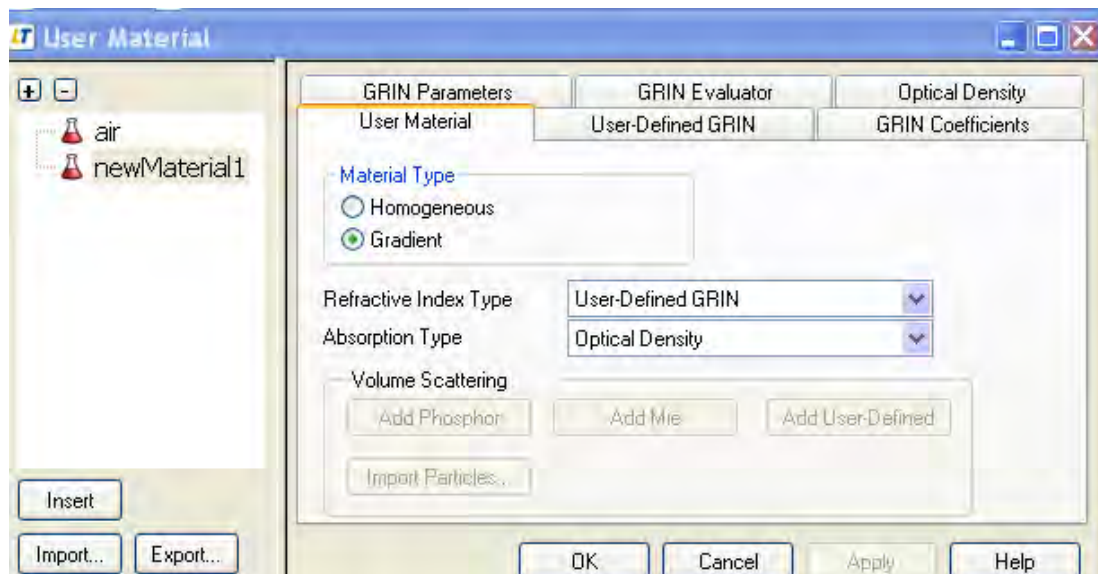 LT User Material
+ -
air
newMaterial1
Insert
Import... Export...
GRIN Parameters GRIN Evaluator Optical Density
User Material User-Defined GRIN GRIN Coefficients
Material Type
Homogeneous
Gradient
Refractive Index Type User-Defined GRIN
Absorption Type Optical Density
Volume Scattering
Add Phosphor Add Mie Add User-Defined
Import Particles...
OK Cancel Apply Help